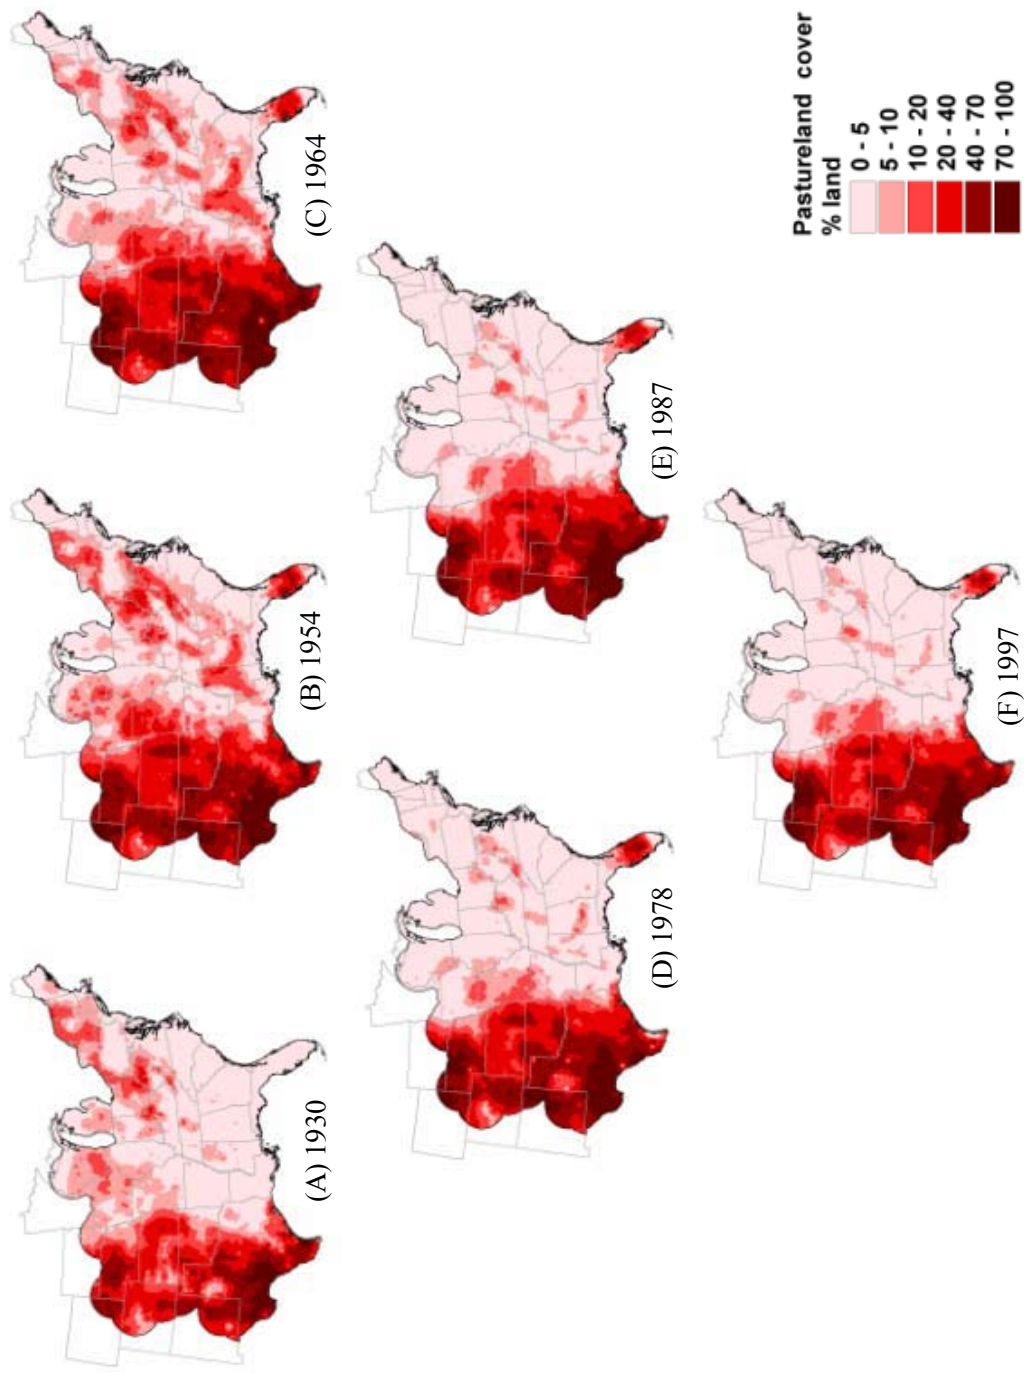 (A) 1930
(B) 1954
(C) 1964
(D) 1978
(E) 1987
(F) 1997
Pastureland cover
% land
0 - 5
5 - 10
10 - 20
20 - 40
40 - 70
70 - 100